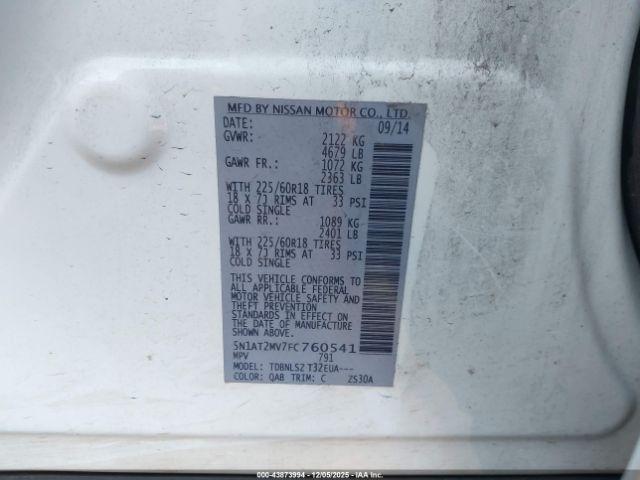 MFD BY NISSAN MOTOR CO., LTD.
DATE: 09/14
GVWR: 2122 KG
4679 LB
GAWR FR.: 1072 KG
2363 LB
WITH 225/60R18 TIRES
18 X 7J RIMS AT 33 PSI
COLD SINGLE
GAWR RR.: 1089 KG
2401 LB
WITH 225/60R18 TIRES
18 X 7J RIMS AT 33 PSI
COLD SINGLE
THIS VEHICLE CONFORMS TO
ALL APPLICABLE FEDERAL
MOTOR VEHICLE SAFETY AND
THEFT PREVENTION
STANDARDS IN EFFECT ON
THE DATE OF MANUFACTURE
SHOWN ABOVE.
5N1AT2MV7FC760541
MPV 791
MODEL: TDBNLS2 T32EUA---
COLOR: QAB TRIM: C ZS30A
000-43873994 • 12/05/2025 • IAA Inc.